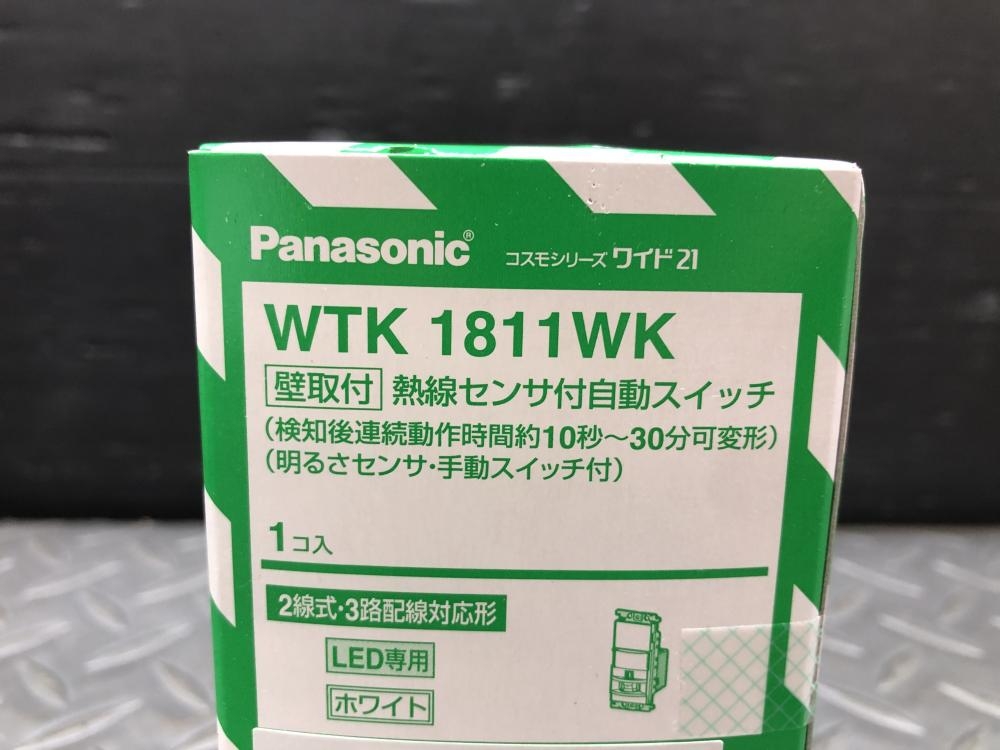 Panasonic® コスモシリーズ ワイド21
WTK 1811WK
壁取付 熱線センサ付自動スイッチ
（検知後連続動作時間約10秒～30分可変形）
（明るさセンサ・手動スイッチ付）
1コ入
2線式・3路配線対応形
LED専用
ホワイト